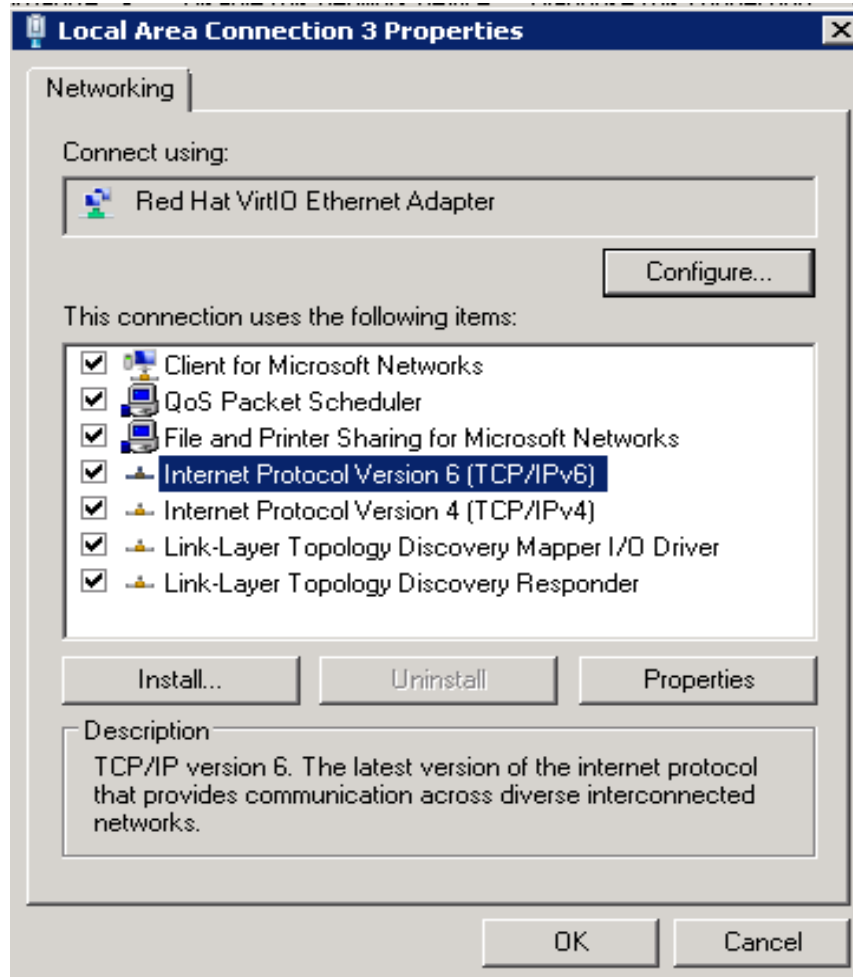 Local Area Connection 3 Properties
Networking
Connect using:
Red Hat VirtIO Ethernet Adapter
Configure...
This connection uses the following items:
Client for Microsoft Networks
QoS Packet Scheduler
File and Printer Sharing for Microsoft Networks
Internet Protocol Version 6 (TCP/IPv6)
Internet Protocol Version 4 (TCP/IPv4)
Link-Layer Topology Discovery Mapper I/O Driver
Link-Layer Topology Discovery Responder
Install...
Uninstall
Properties
Description
TCP/IP version 6. The latest version of the internet protocol
that provides communication across diverse interconnected
networks.
OK
Cancel